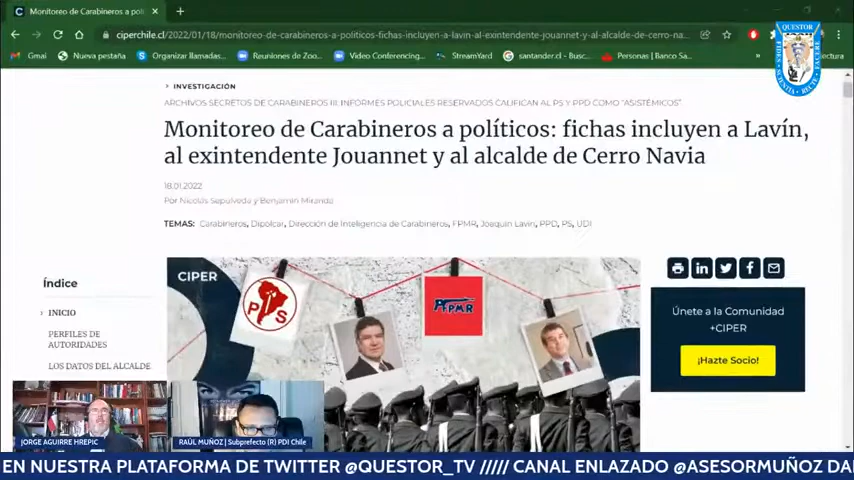 Monitoreo de Carabineros a polí
ciperchile.cl/2022/01/18/monitoreo-de-carabineros-a-politicos-fichas-incluyen-a-lavin-al-exintendente-jouannet-y-al-alcalde-de-cerro-na...
Gmail
Nueva pestaña
Organizar llamadas...
Reuniones de Zoo...
Video Conferencing...
StreamYard
santander.cl - Busc...
Personas | Banco Sa...
QUESTOR
INVESTIGACIÓN
ARCHIVOS SECRETOS DE CARABINEROS III: INFORMES POLICIALES RESERVADOS CALIFICAN AL PS Y PPD COMO "ASISTÉMICOS"
Monitoreo de Carabineros a políticos: fichas incluyen a Lavín,
al exintendente Jouannet y al alcalde de Cerro Navia
18.01.2022
Por Nicolás Sepúlveda y Benjamín Miranda
TEMAS: Carabineros, Dipolcar, Dirección de Inteligencia de Carabineros, FPMR, Joaquín Lavín, PPD, PS, UDI
Índice
INICIO
PERFILES DE
AUTORIDADES
LOS DATOS DEL ALCALDE
CIPER
PS
FPMR
Únete a la Comunidad
+CIPER
¡Hazte Socio!
JORGE AGUIRRE HREPIC
RAÚL MUÑOZ | Subprefecto (R) PDI Chile
EN NUESTRA PLATAFORMA DE TWITTER @QUESTOR_TV ///// CANAL ENLAZADO @ASESORMUÑOZ DA